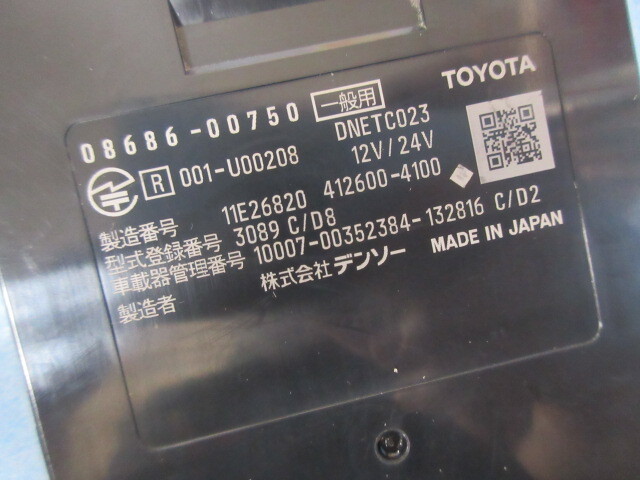 TOYOTA
08686-00750 一般用
DNETC023
R 001-U00208 12V/24V
製造番号 11E26820 412600-4100
型式登録番号 3089 C/D8
車載器管理番号 10007-00352384-132816 C/D2
製造者 株式会社デンソー MADE IN JAPAN